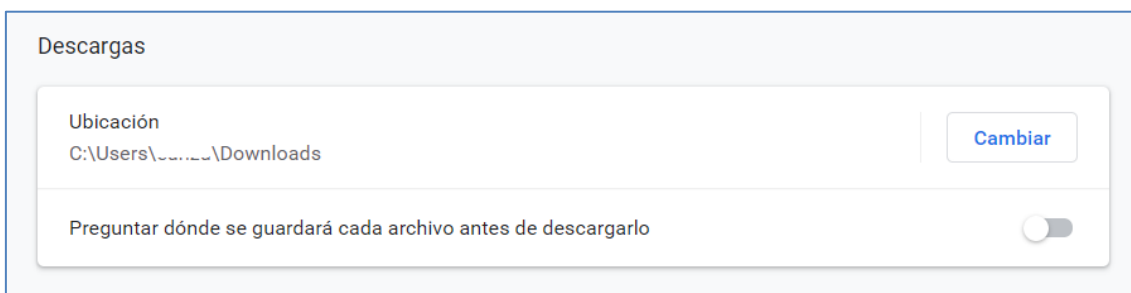 Descargas
Ubicación
C:\Users\ \Downloads
Cambiar
Preguntar dónde se guardará cada archivo antes de descargarlo